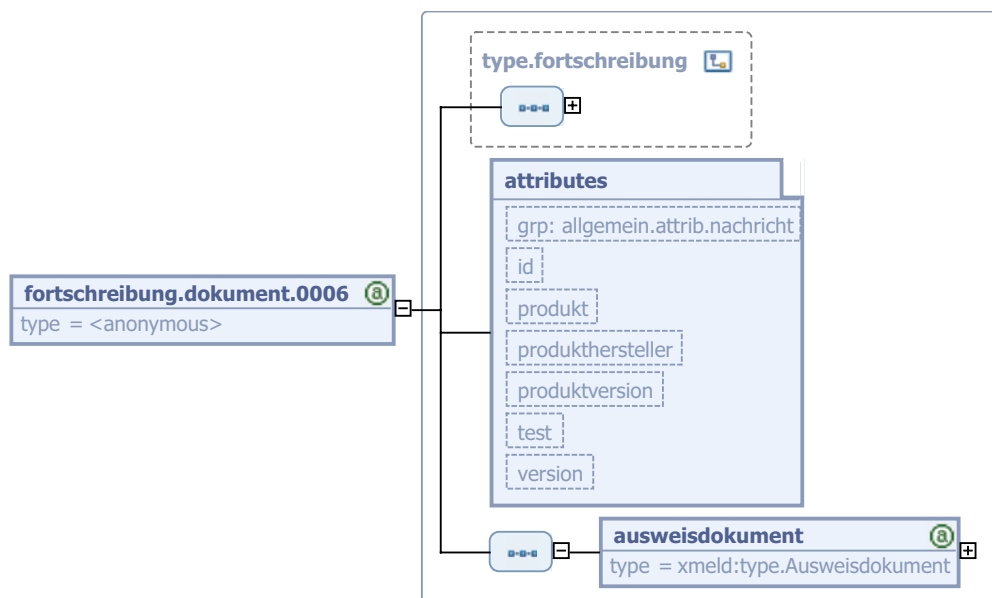 type.fortschreibung
attributes
grp: allgemein.attrib.nachricht
id
produkt
fortschreibung.dokument.0006
type = <anonymous>
produkthersteller
produktversion
test
version
ausweisdokument
type = xmeld:type.Ausweisdokument